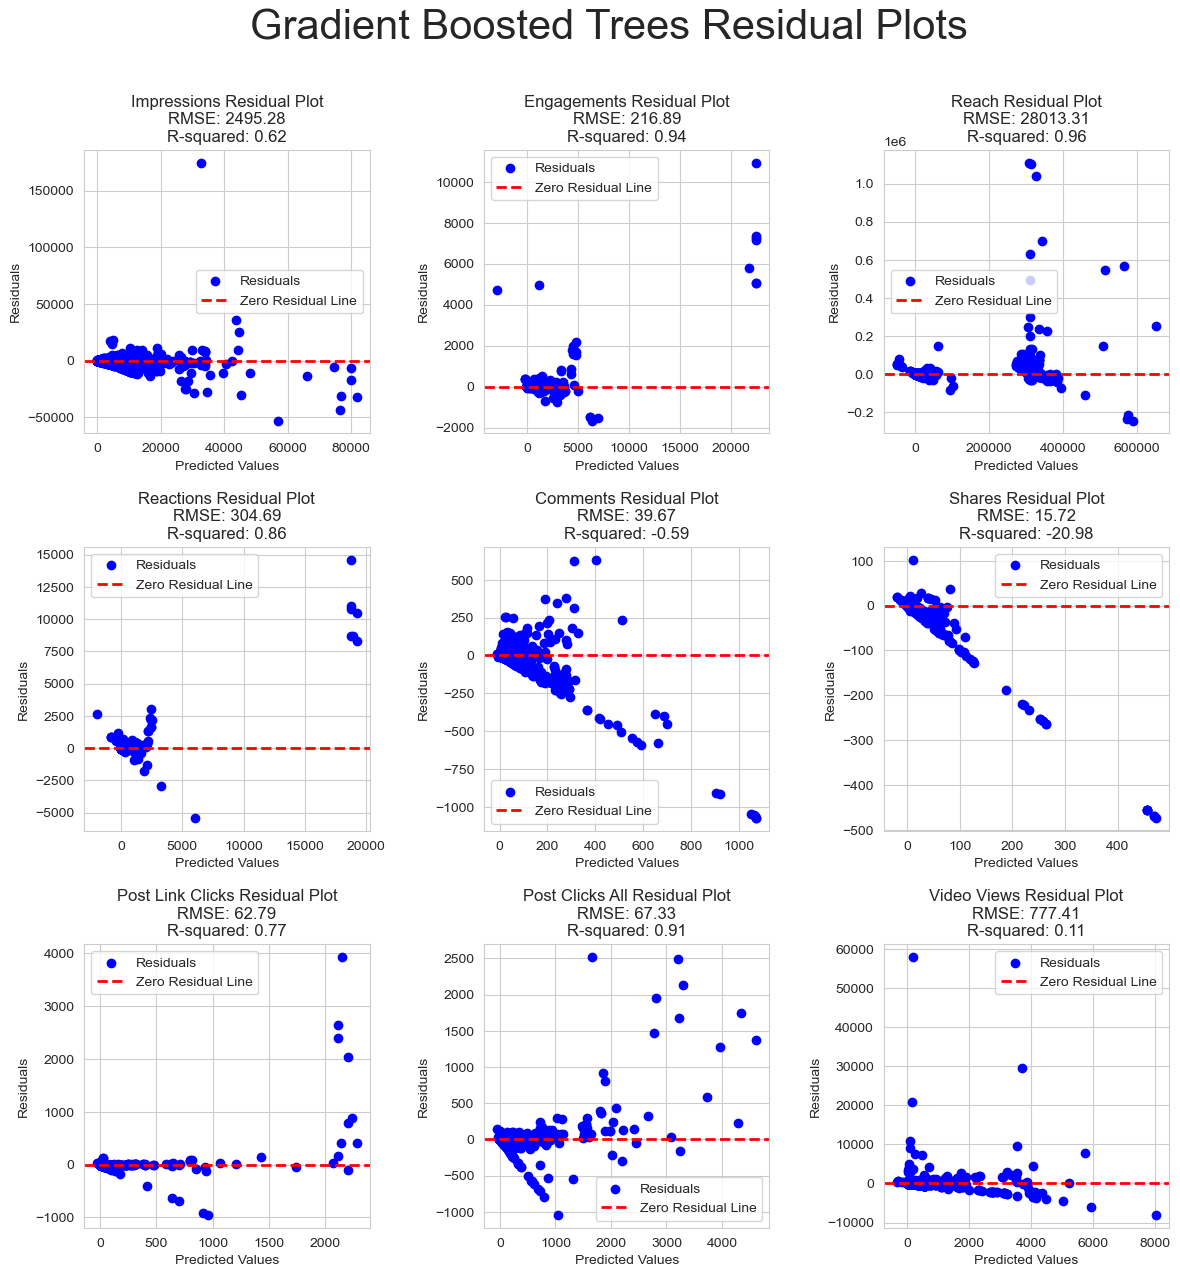 Gradient Boosted Trees Residual Plots
Impressions Residual Plot
RMSE: 2495.28
R-squared: 0.62
150000
100000
50000
0
−50000
Residuals
Residuals
Zero Residual Line
0
20000
40000
60000
80000
Predicted Values
Engagements Residual Plot
RMSE: 216.89
R-squared: 0.94
10000
8000
6000
4000
2000
0
−2000
Residuals
Residuals
Zero Residual Line
0
5000
10000
15000
20000
Predicted Values
Reach Residual Plot
RMSE: 28013.31
R-squared: 0.96
1e6
1.0
0.8
0.6
0.4
0.2
0.0
−0.2
Residuals
Residuals
Zero Residual Line
0
200000
400000
600000
Predicted Values
Reactions Residual Plot
RMSE: 304.69
R-squared: 0.86
15000
12500
10000
7500
5000
2500
0
−2500
−5000
Residuals
Residuals
Zero Residual Line
0
5000
10000
15000
20000
Predicted Values
Comments Residual Plot
RMSE: 39.67
R-squared: -0.59
500
250
0
−250
−500
−750
−1000
Residuals
Residuals
Zero Residual Line
0
200
400
600
800
1000
Predicted Values
Shares Residual Plot
RMSE: 15.72
R-squared: -20.98
100
0
−100
−200
−300
−400
−500
Residuals
Residuals
Zero Residual Line
0
100
200
300
400
Predicted Values
Post Link Clicks Residual Plot
RMSE: 62.79
R-squared: 0.77
4000
3000
2000
1000
0
−1000
Residuals
Residuals
Zero Residual Line
0
500
1000
1500
2000
Predicted Values
Post Clicks All Residual Plot
RMSE: 67.33
R-squared: 0.91
2500
2000
1500
1000
500
0
−500
−1000
Residuals
Residuals
Zero Residual Line
0
1000
2000
3000
4000
Predicted Values
Video Views Residual Plot
RMSE: 777.41
R-squared: 0.11
60000
50000
40000
30000
20000
10000
0
−10000
Residuals
Residuals
Zero Residual Line
0
2000
4000
6000
8000
Predicted Values